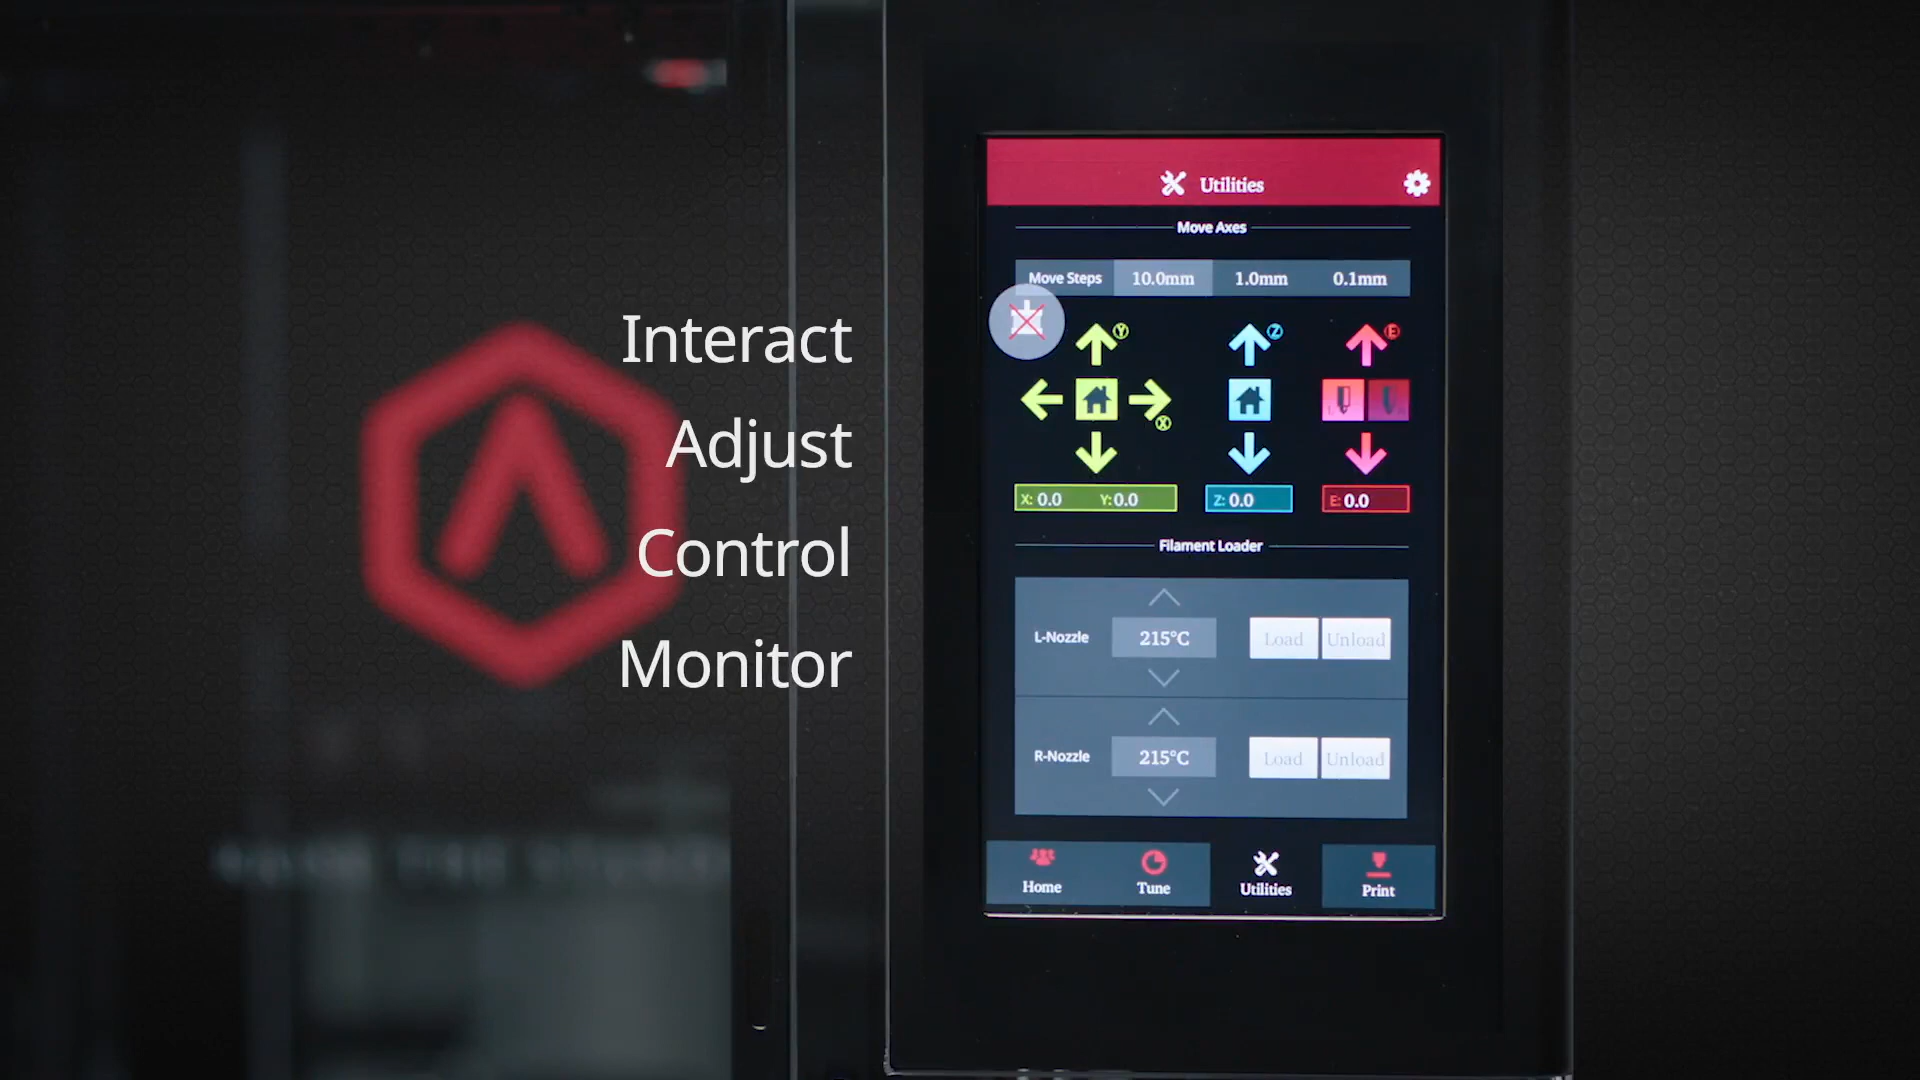 Interact
Adjust
Control
Monitor
Utilities
Move Axes
Move Steps 10.0mm 1.0mm 0.1mm
Y Z E
X
X: 0.0 Y: 0.0 Z: 0.0 E: 0.0
Filament Loader
L-Nozzle 215°C Load Unload
R-Nozzle 215°C Load Unload
Home Tune Utilities Print